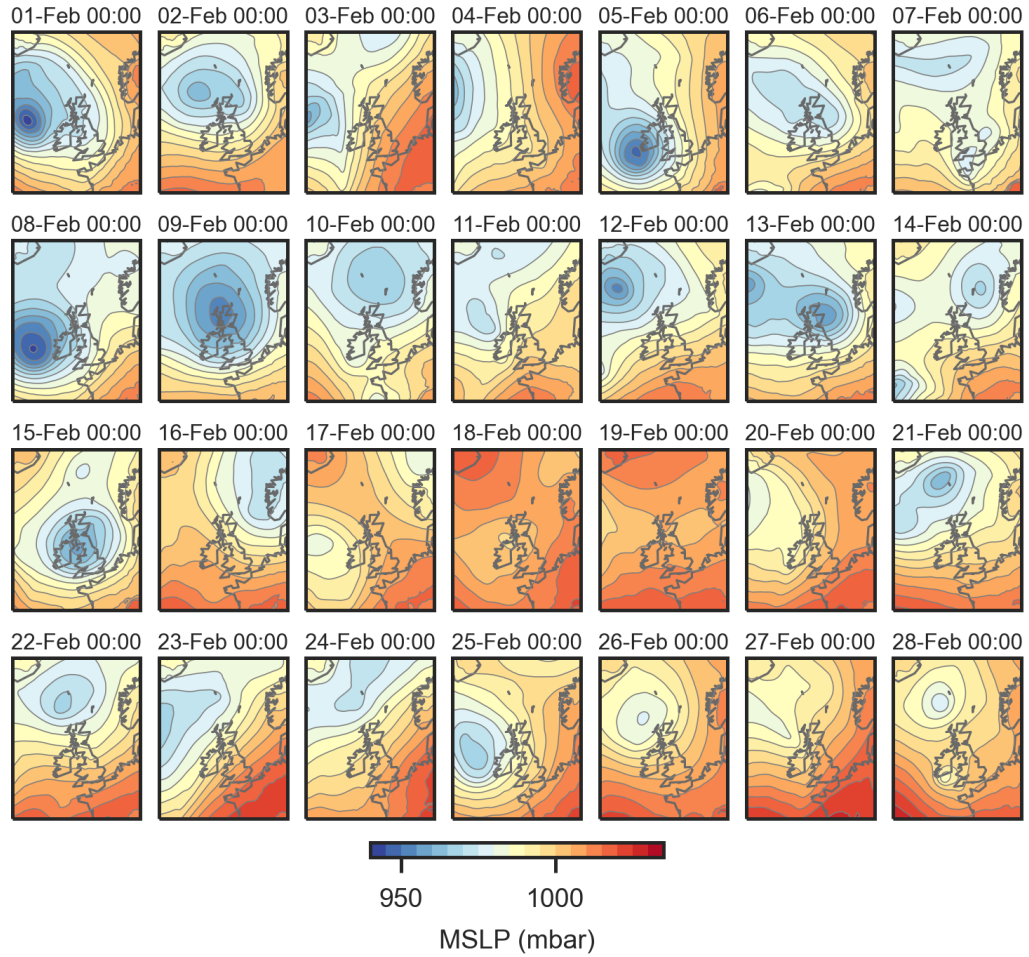 01-Feb 00:00 02-Feb 00:00 03-Feb 00:00 04-Feb 00:00 05-Feb 00:00 06-Feb 00:00 07-Feb 00:00
08-Feb 00:00 09-Feb 00:00 10-Feb 00:00 11-Feb 00:00 12-Feb 00:00 13-Feb 00:00 14-Feb 00:00
15-Feb 00:00 16-Feb 00:00 17-Feb 00:00 18-Feb 00:00 19-Feb 00:00 20-Feb 00:00 21-Feb 00:00
22-Feb 00:00 23-Feb 00:00 24-Feb 00:00 25-Feb 00:00 26-Feb 00:00 27-Feb 00:00 28-Feb 00:00
950 1000
MSLP (mbar)